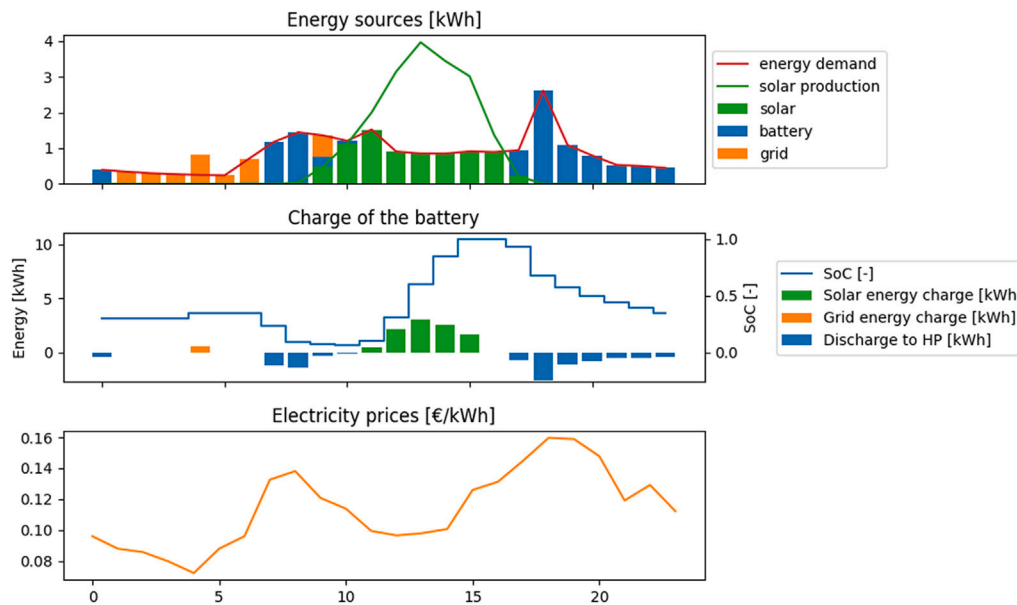 Energy sources [kWh]
4
3
2
1
0
energy demand
solar production
solar
battery
grid
Charge of the battery
Energy [kWh]
10
5
0
1.0
0.5
0.0
SoC [-]
SoC [-]
Solar energy charge [kWh]
Grid energy charge [kWh]
Discharge to HP [kWh]
Electricity prices [€/kWh]
0.16
0.14
0.12
0.10
0.08
0 5 10 15 20